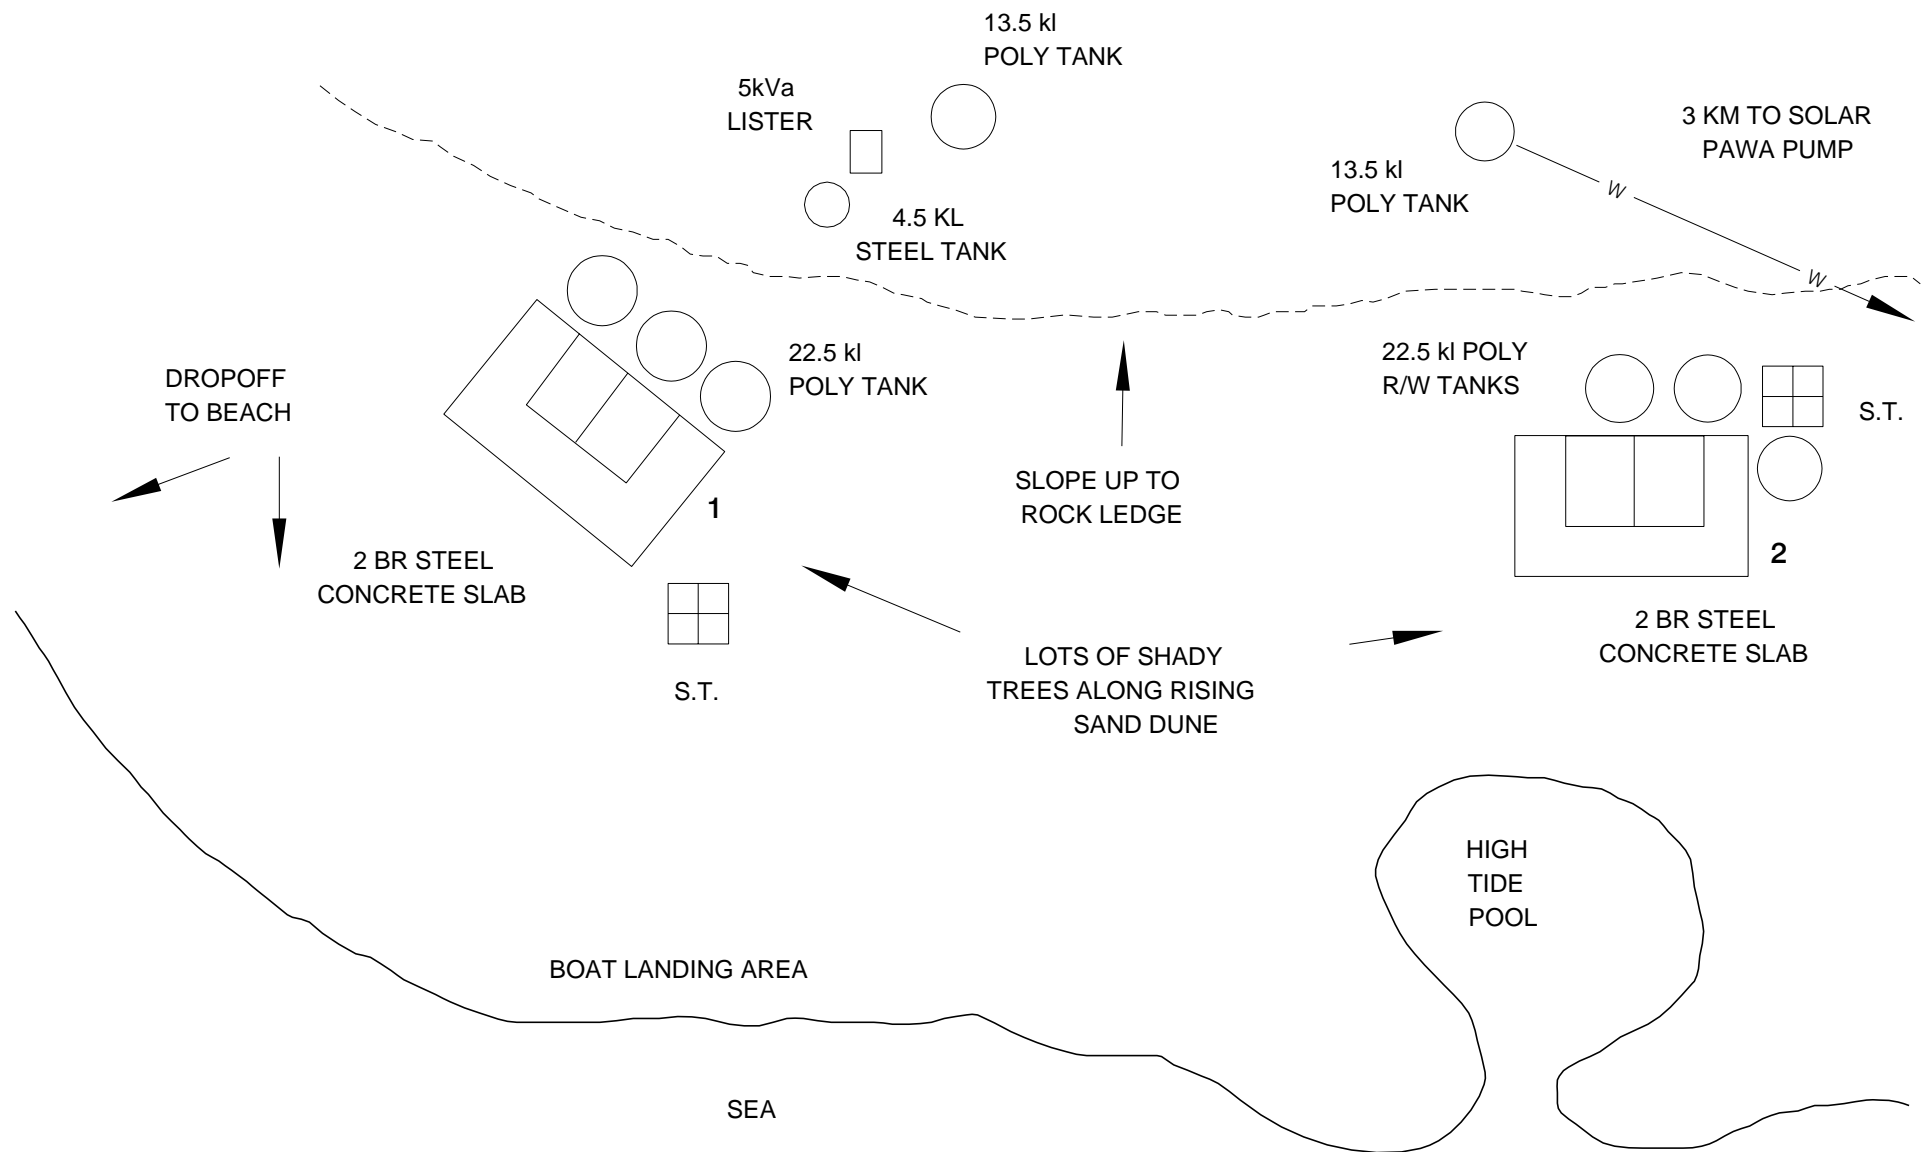 13.5 kl
POLY TANK
5kVa
LISTER
3 KM TO SOLAR
PAWA PUMP
13.5 kl
POLY TANK
W
W
4.5 KL
STEEL TANK
22.5 kl
POLY TANK
22.5 kl POLY
R/W TANKS
S.T.
DROPOFF
TO BEACH
SLOPE UP TO
ROCK LEDGE
1
2
2 BR STEEL
CONCRETE SLAB
2 BR STEEL
CONCRETE SLAB
S.T.
LOTS OF SHADY
TREES ALONG RISING
SAND DUNE
HIGH
TIDE
POOL
BOAT LANDING AREA
SEA